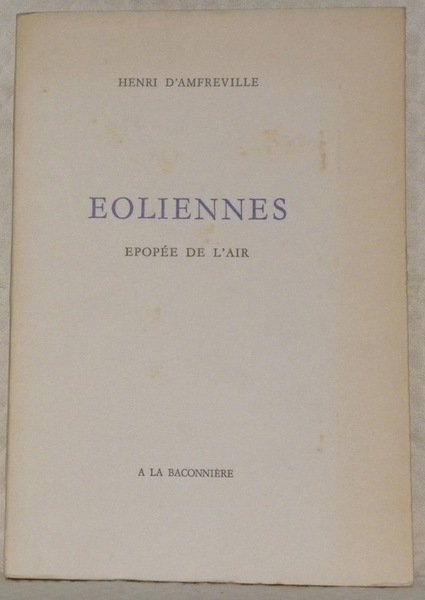 HENRI D'AMFREVILLE
EOLIENNES
EPOPÉE DE L'AIR
A LA BACONNIÈRE